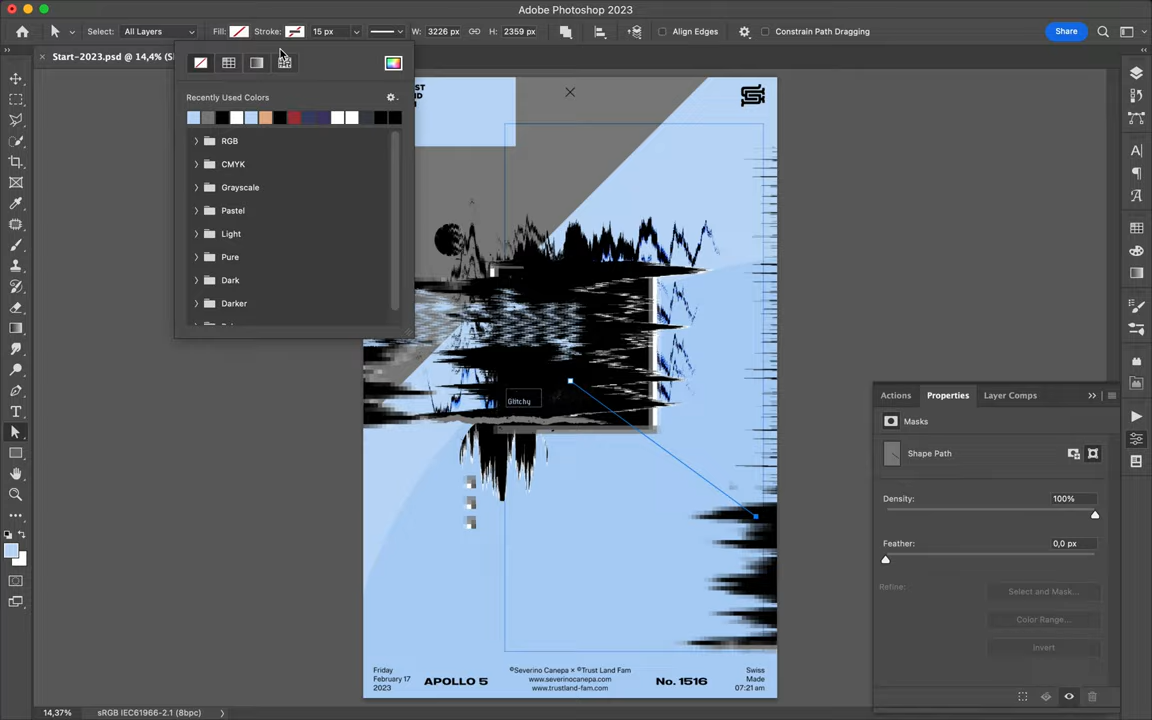 Adobe Photoshop 2023
Select: All Layers Fill: Stroke: 15 px W: 3226 px H: 2359 px Align Edges Constrain Path Dragging Share
Start-2023.psd @ 14,4% (S
Recently Used Colors
RGB
CMYK
Grayscale
Pastel
Light
Pure
Dark
Darker
Glitchy
Actions Properties Layer Comps
Masks
Shape Path
Density: 100%
Feather: 0,0 px
Refine: Select and Mask...
Color Range...
Invert
Friday
February 17
2023
APOLLO 5
©Severino Canepa × ©Trust Land Fam
www.severinocanepa.com
www.trustland-fam.com
No. 1516
Swiss
Made
07:21 am
14,37% sRGB IEC61966-2.1 (8bpc)